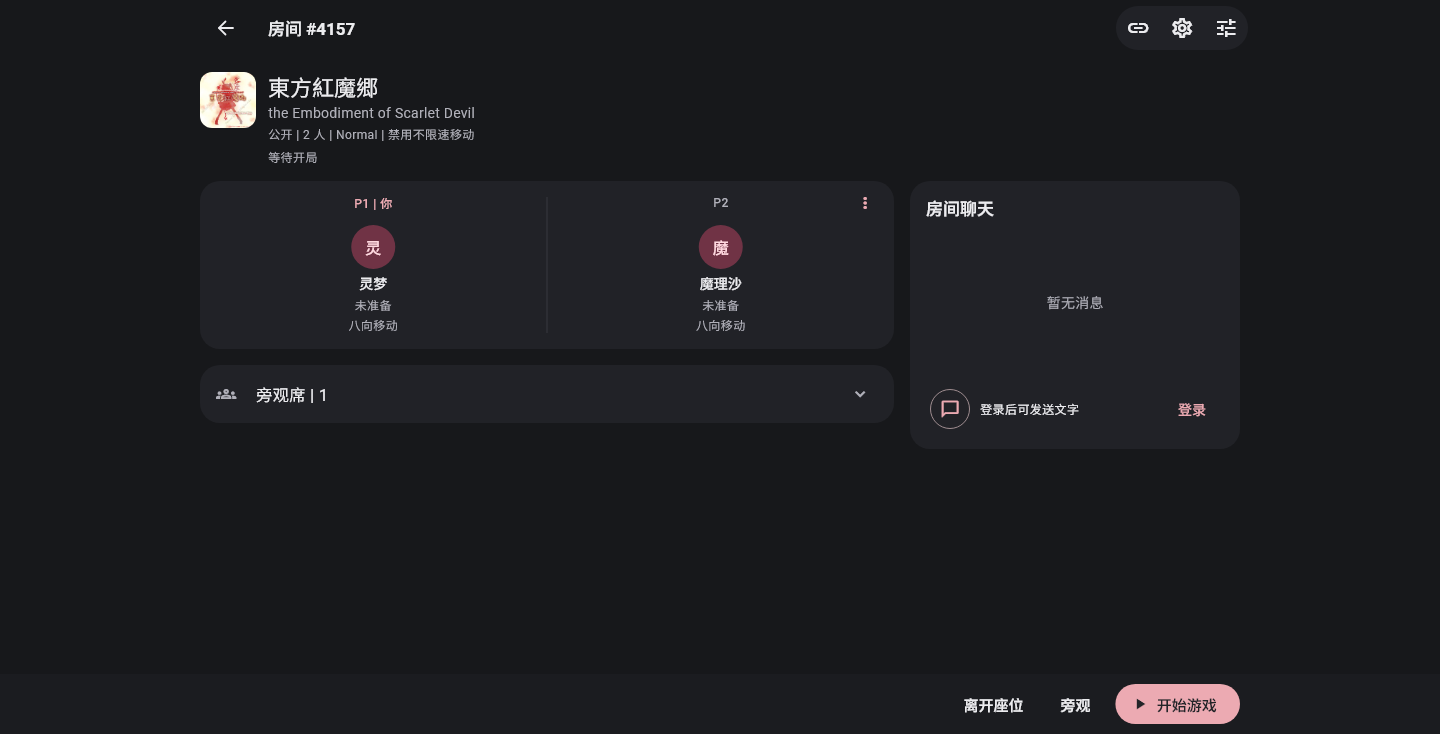 房间 #4157
東方紅魔郷
the Embodiment of Scarlet Devil
公开 | 2 人 | Normal | 禁用不限速移动
等待开局
P1 | 你
灵
灵梦
未准备
八向移动
P2
魔
魔理沙
未准备
八向移动
旁观席 | 1
房间聊天
暂无消息
登录后可发送文字
登录
离开座位
旁观
开始游戏